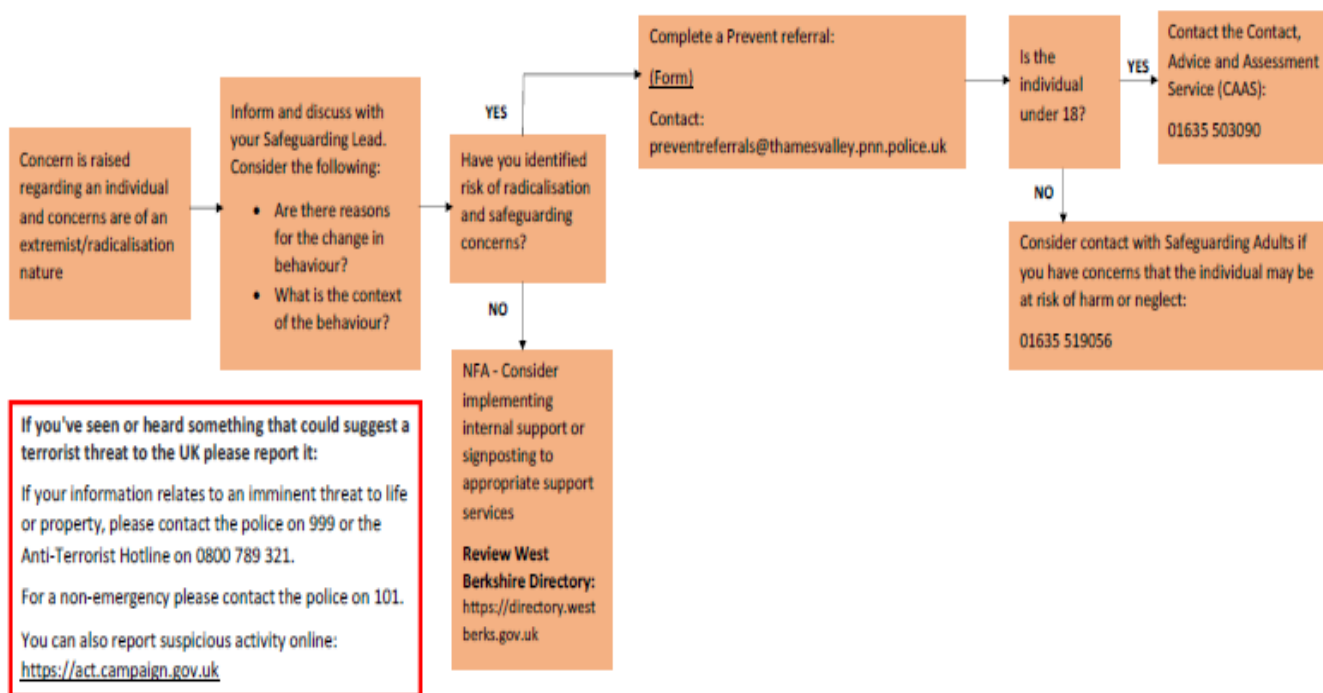 Concern is raised
regarding an individual
and concerns are of an
extremist/radicalisation
nature
Inform and discuss with
your Safeguarding Lead.
Consider the following:
• Are there reasons
for the change in
behaviour?
• What is the context
of the behaviour?
YES
Have you identified
risk of radicalisation
and safeguarding
concerns?
NO
NFA - Consider
implementing
internal support or
signposting to
appropriate support
services
Review West
Berkshire Directory:
https://directory.west
berks.gov.uk
Complete a Prevent referral:
(Form)
Contact:
preventreferrals@thamesvalley.pnn.police.uk
Is the
individual
under 18?
YES
Contact the Contact,
Advice and Assessment
Service (CAAS):
01635 503090
NO
Consider contact with Safeguarding Adults if
you have concerns that the individual may be
at risk of harm or neglect:
01635 519056
If you've seen or heard something that could suggest a
terrorist threat to the UK please report it:
If your information relates to an imminent threat to life
or property, please contact the police on 999 or the
Anti-Terrorist Hotline on 0800 789 321.
For a non-emergency please contact the police on 101.
You can also report suspicious activity online:
https://act.campaign.gov.uk